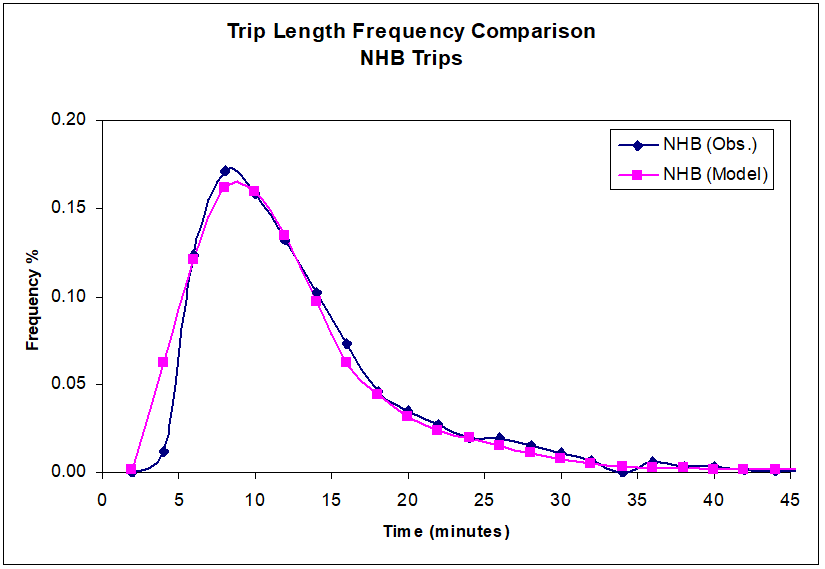 Trip Length Frequency Comparison
NHB Trips
0.20
0.15
0.10
0.05
0.00
Frequency %
NHB (Obs.)
NHB (Model)
0 5 10 15 20 25 30 35 40 45
Time (minutes)